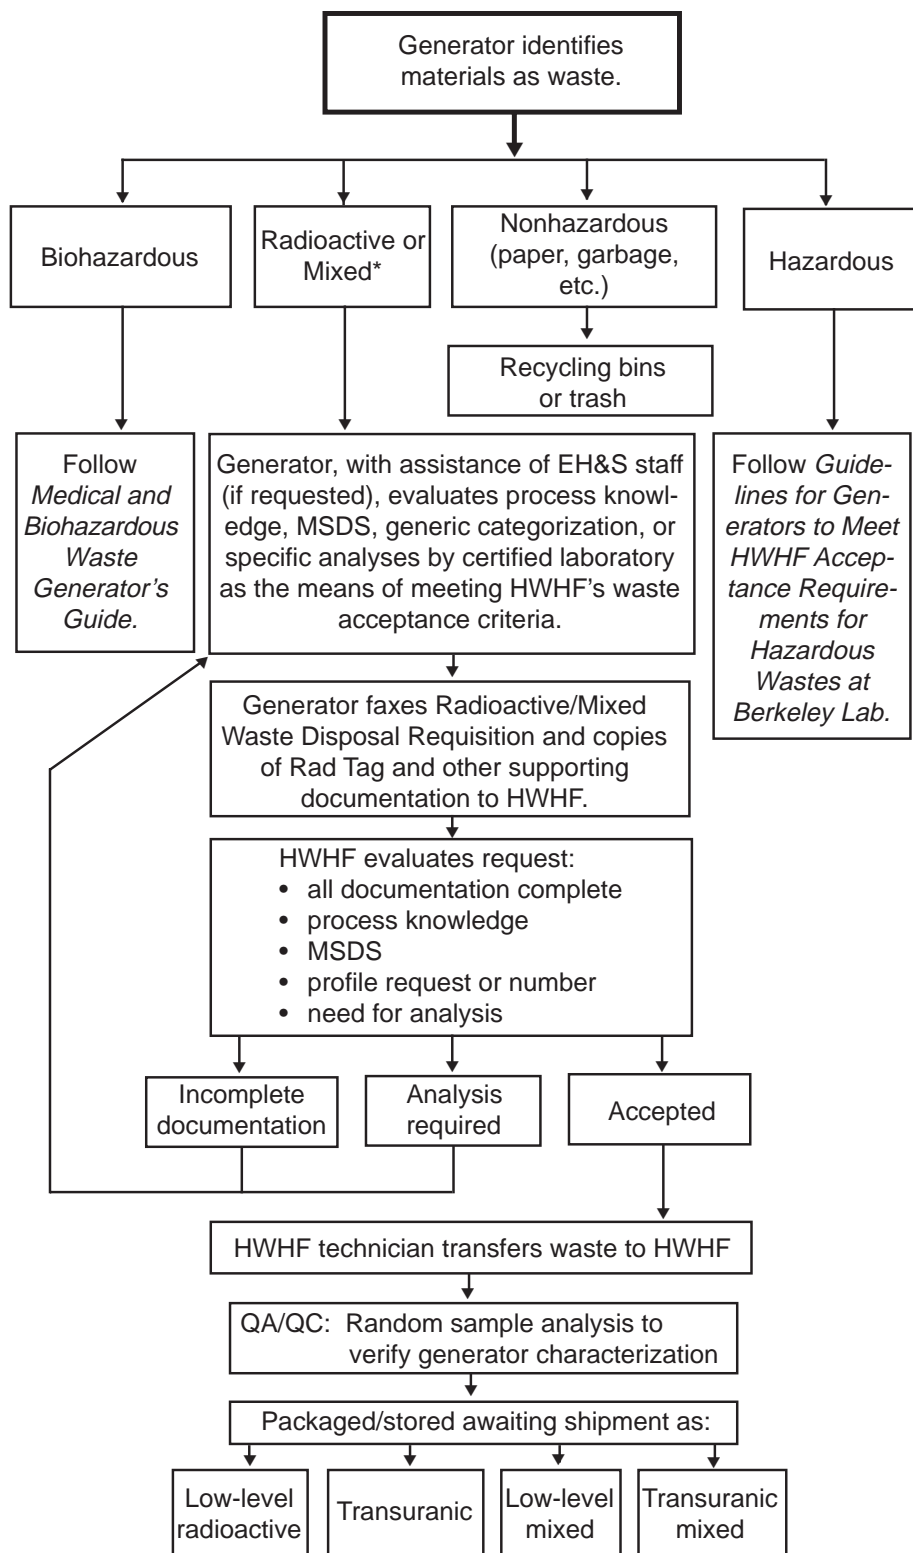 Generator identifies
materials as waste.
Biohazardous
Radioactive or
Mixed*
Nonhazardous
(paper, garbage,
etc.)
Hazardous
Recycling bins
or trash
Follow
Medical and
Biohazardous
Waste
Generator’s
Guide.
Generator, with assistance of EH&S staff
(if requested), evaluates process knowl-
edge, MSDS, generic categorization, or
specific analyses by certified laboratory
as the means of meeting HWHF’s waste
acceptance criteria.
Follow Guide-
lines for Gen-
erators to Meet
HWHF Accep-
tance Require-
ments for
Hazardous
Wastes at
Berkeley Lab.
Generator faxes Radioactive/Mixed
Waste Disposal Requisition and copies
of Rad Tag and other supporting
documentation to HWHF.
HWHF evaluates request:
• all documentation complete
• process knowledge
• MSDS
• profile request or number
• need for analysis
Incomplete
documentation
Analysis
required
Accepted
HWHF technician transfers waste to HWHF
QA/QC: Random sample analysis to
verify generator characterization
Packaged/stored awaiting shipment as:
Low-level
radioactive
Transuranic
Low-level
mixed
Transuranic
mixed